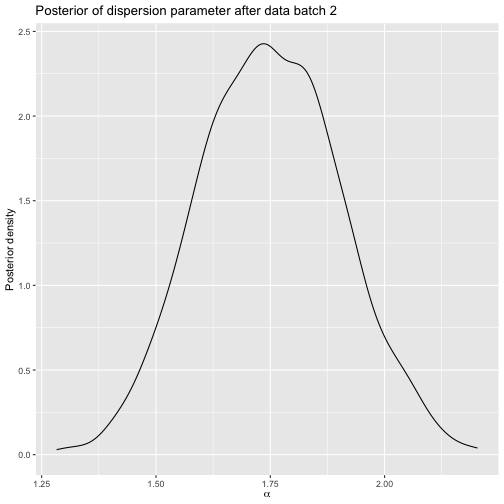 Posterior of dispersion parameter after data batch 2
2.5
2.0
1.5
1.0
0.5
0.0
Posterior density
1.25 1.50 1.75 2.00
α